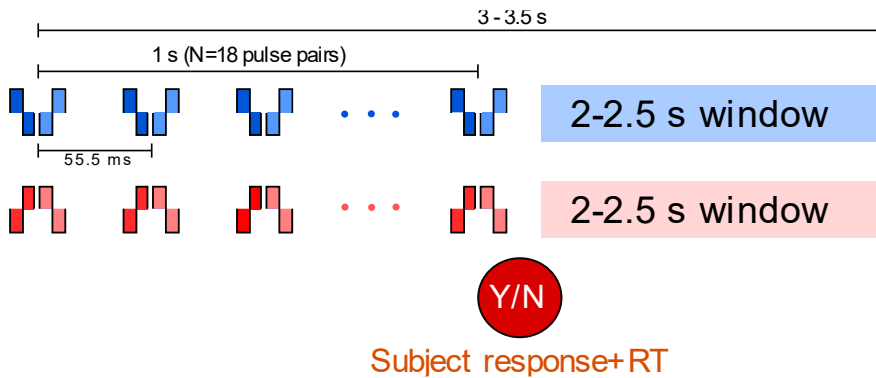 3 - 3.5 s
1 s (N=18 pulse pairs)
2-2.5 s window
55.5 ms
2-2.5 s window
Y/N
Subject response+RT